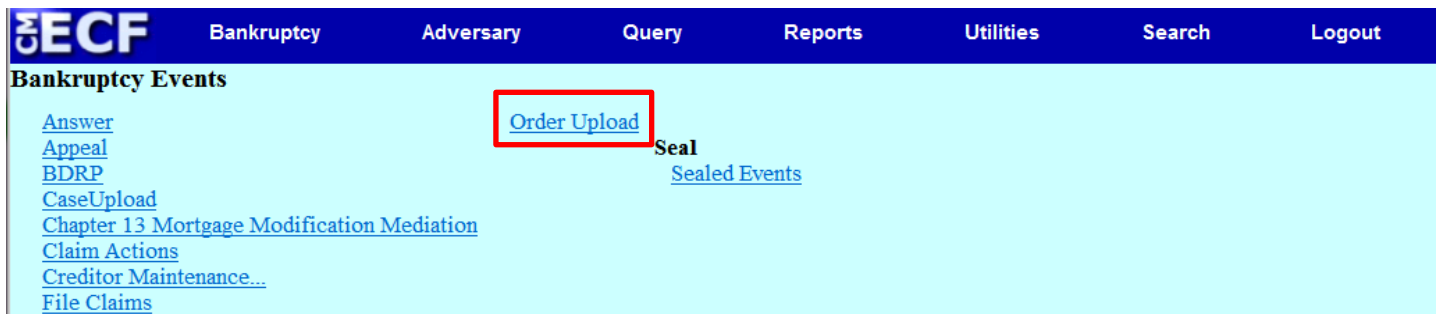 CM ECF Bankruptcy Adversary Query Reports Utilities Search Logout
Bankruptcy Events
Answer
Appeal
BDRP
CaseUpload
Chapter 13 Mortgage Modification Mediation
Claim Actions
Creditor Maintenance...
File Claims
Order Upload
Seal
Sealed Events